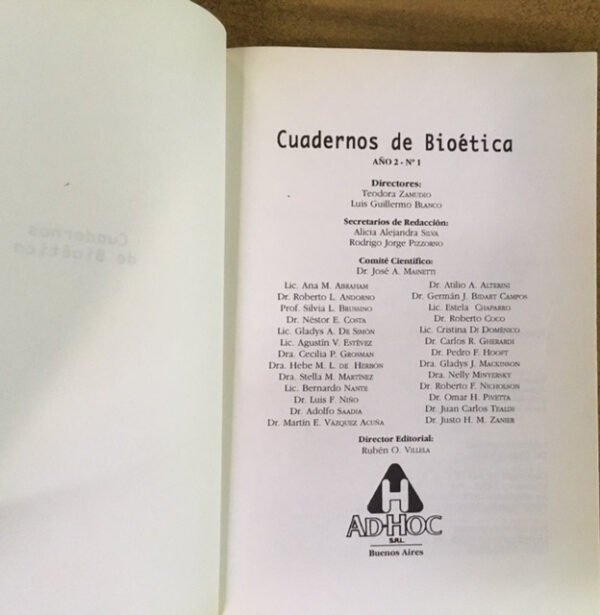 Cuadernos de Bioética
AÑO 2 - Nº 1
Directores:
Teodora ZAMUDIO
Luis Guillermo BLANCO
Secretarios de Redacción:
Alicia Alejandra SILVA
Rodrigo Jorge PIZZORNO
Comité Científico:
Dr. José A. MAINETTI
Lic. Ana M. ABRAHAM
Dr. Roberto L. ANDORNO
Prof. Silvia L. BRUSSINO
Dr. Néstor E. COSTA
Lic. Gladys A. DE SIMÓN
Lic. Agustín V. ESTÉVEZ
Dra. Cecilia P. GROSMAN
Dra. Hebe M. L. DE HERBÓN
Dra. Stella M. MARTÍNEZ
Lic. Bernardo NANTE
Dr. Luis F. NIÑO
Dr. Adolfo SAADIA
Dr. Martín E. VÁZQUEZ ACUÑA
Dr. Atilio A. ALTERINI
Dr. Germán J. BIDART CAMPOS
Lic. Estela CHAPARRO
Dr. Roberto COCO
Lic. Cristina DI DOMÉNICO
Dr. Carlos R. GHERARDI
Dr. Pedro F. HOOFT
Dra. Gladys J. MACKINSON
Dra. Nelly MINYERSKY
Dr. Roberto F. NICHOLSON
Dr. Omar H. PIVETTA
Dr. Juan Carlos TEALDI
Dr. Justo H. M. ZANIER
Director Editorial:
Rubén O. VILLELA
H
AD-HOC
S.R.L.
Buenos Aires
Cuadernos
de Bioética